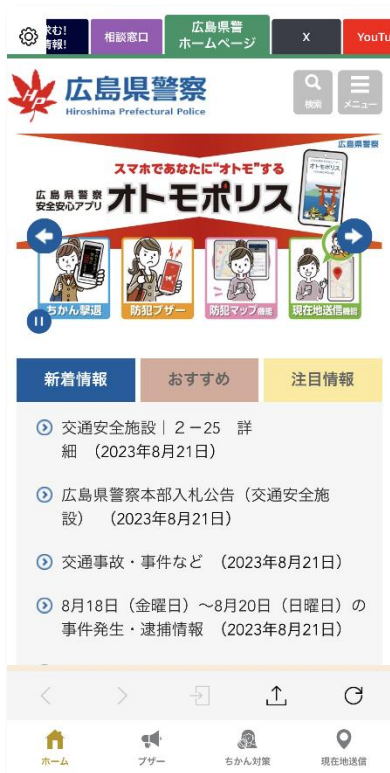 求む!
情報!
相談窓口
広島県警
ホームページ
X
YouTu
HP
広島県警察
Hiroshima Prefectural Police
検索
メニュー
広島県警察
スマホであなたに“オトモ”する
広島県警察
安全安心アプリ
オトモポリス
ちかん撃退
防犯ブザー
防犯マップ機能
現在地送信機能
新着情報
おすすめ
注目情報
交通安全施設|2-25 詳
細 (2023年8月21日)
広島県警察本部入札公告(交通安全施
設) (2023年8月21日)
交通事故・事件など (2023年8月21日)
8月18日(金曜日)~8月20日(日曜日)の
事件発生・逮捕情報 (2023年8月21日)
ホーム
ブザー
ちかん対策
現在地送信